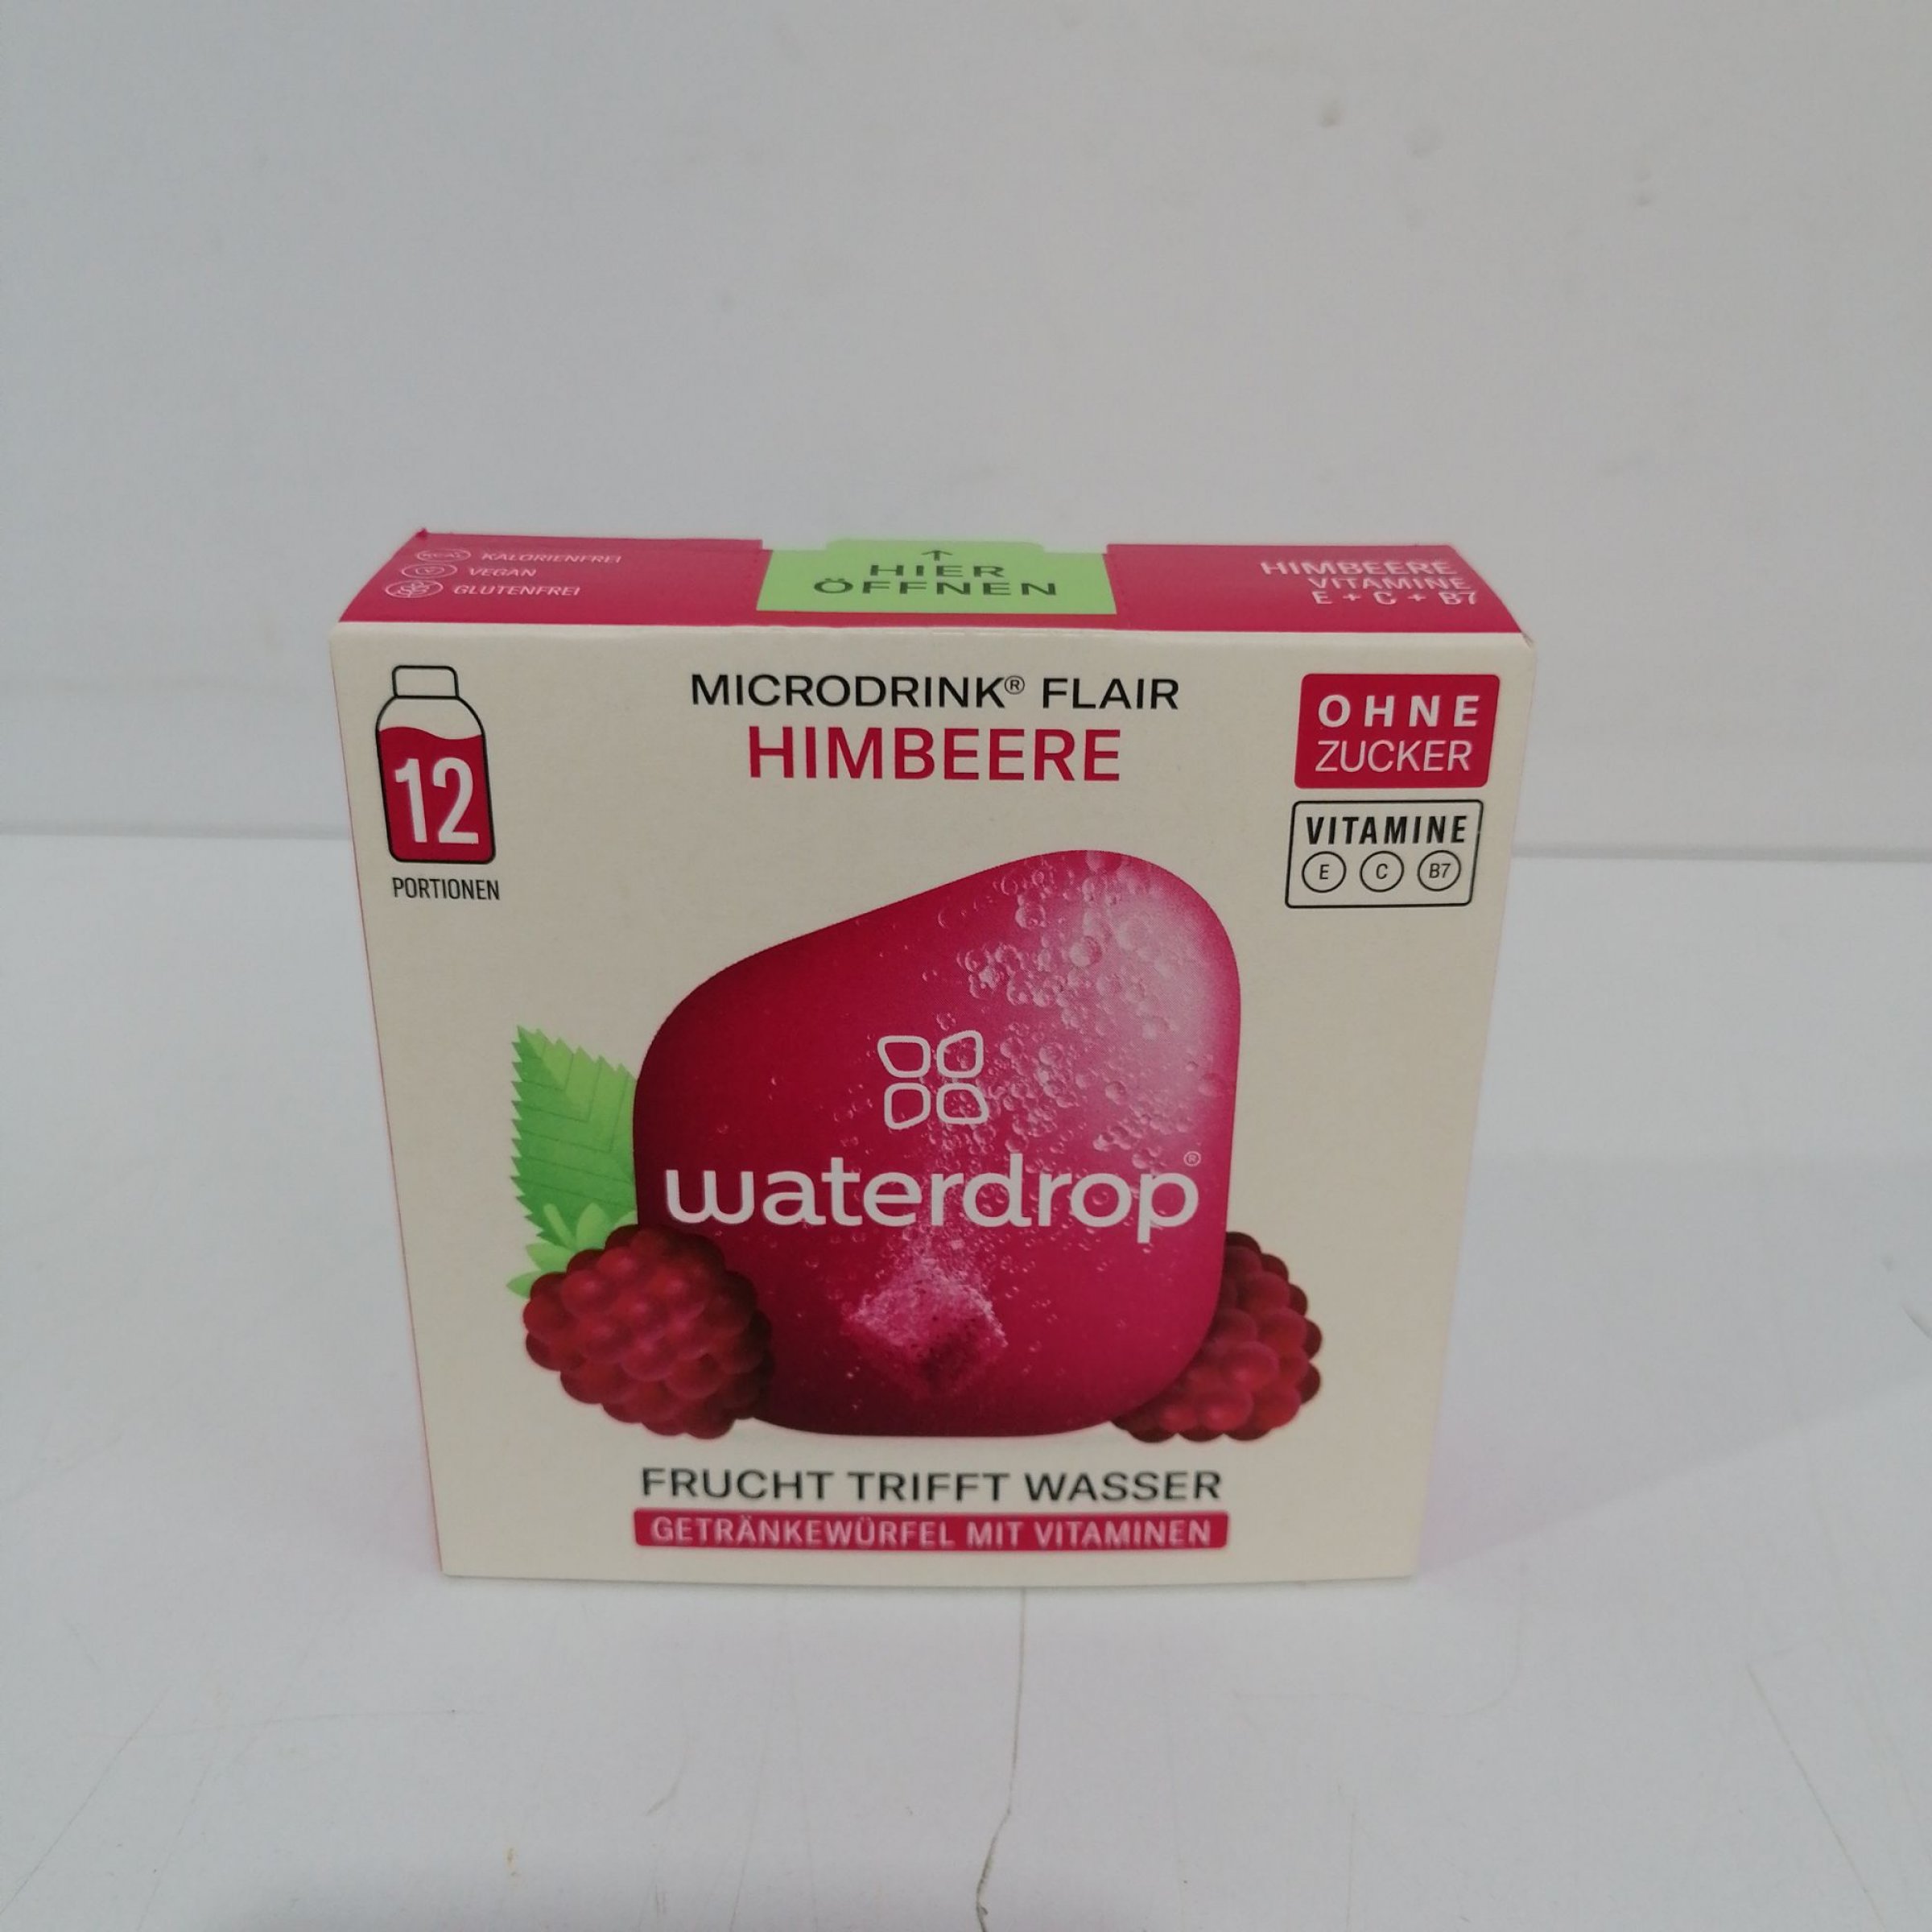 KALORIENFREI
VEGAN
GLUTENFREI
HIER
ÖFFNEN
HIMBEERE
VITAMINE
E + C + B7
MICRODRINK® FLAIR
HIMBEERE
12
PORTIONEN
OHNE
ZUCKER
VITAMINE
E C B7
waterdrop®
FRUCHT TRIFFT WASSER
GETRÄNKEWÜRFEL MIT VITAMINEN